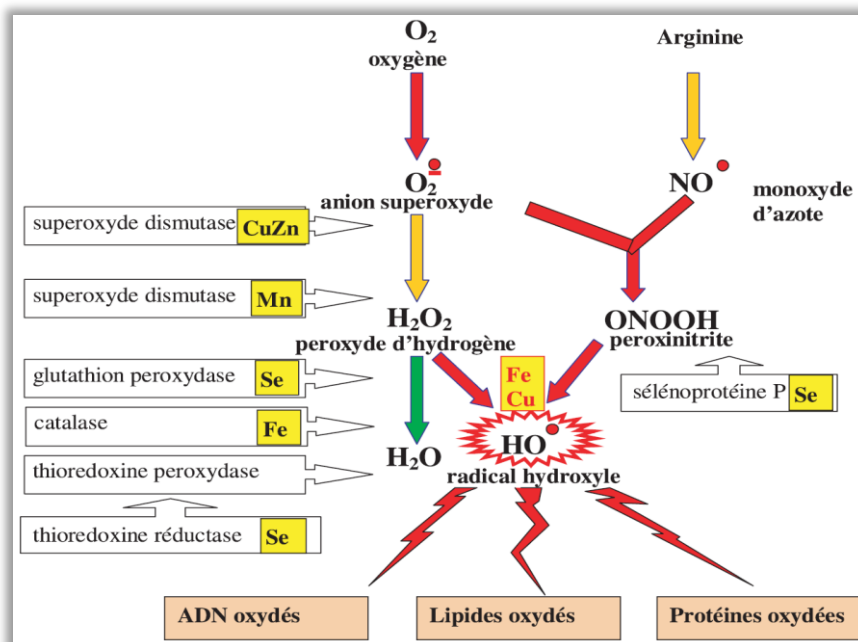 O₂
oxygène
Arginine
O₂
anion superoxyde
NO
monoxyde
d'azote
superoxyde dismutase CuZn
superoxyde dismutase Mn
H₂O₂
peroxyde d'hydrogène
ONOOH
peroxinitrite
glutathion peroxydase Se
Fe
Cu
sélénoprotéine P Se
catalase Fe
HO
H₂O
radical hydroxyle
thioredoxine peroxydase
thioredoxine réductase Se
ADN oxydés
Lipides oxydés
Protéines oxydées